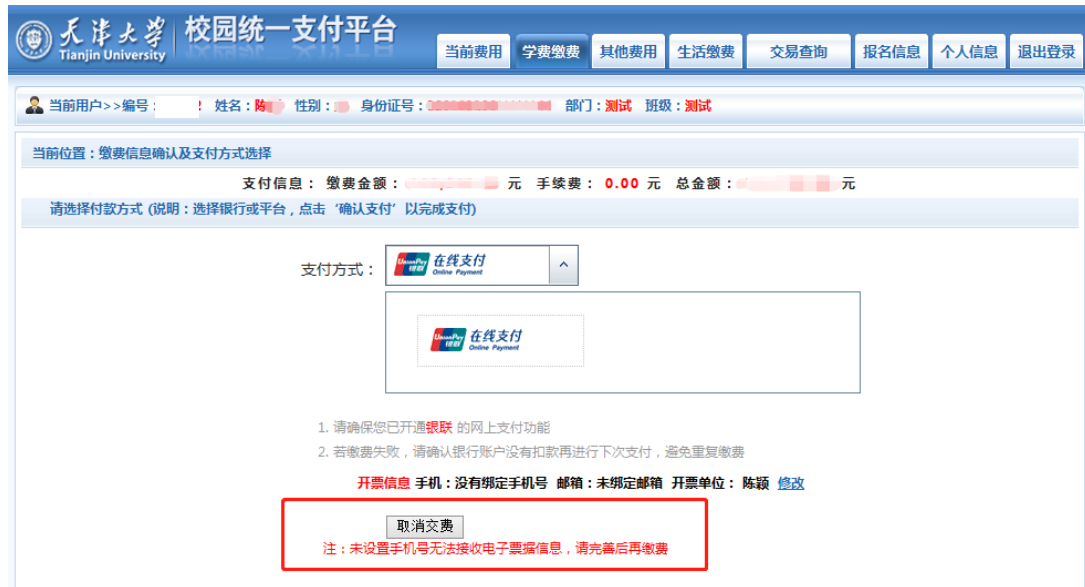 天津大学 校园统一支付平台
Tianjin University
当前费用 学费缴费 其他费用 生活缴费 交易查询 报名信息 个人信息 退出登录
当前用户>>编号： 姓名：陈 性别： 身份证号： 部门：测试 班级：测试
当前位置：缴费信息确认及支付方式选择
支付信息： 缴费金额： 元 手续费： 0.00 元 总金额： 元
请选择付款方式 (说明：选择银行或平台，点击‘确认支付’以完成支付)
支付方式： UnionPay 银联 在线支付 Online Payment
UnionPay 银联 在线支付 Online Payment
1. 请确保您已开通银联 的网上支付功能
2. 若缴费失败，请确认银行账户没有扣款再进行下次支付，避免重复缴费
开票信息 手机：没有绑定手机号 邮箱：未绑定邮箱 开票单位： 陈颖 修改
取消交费
注：未设置手机号无法接收电子票据信息，请完善后再缴费